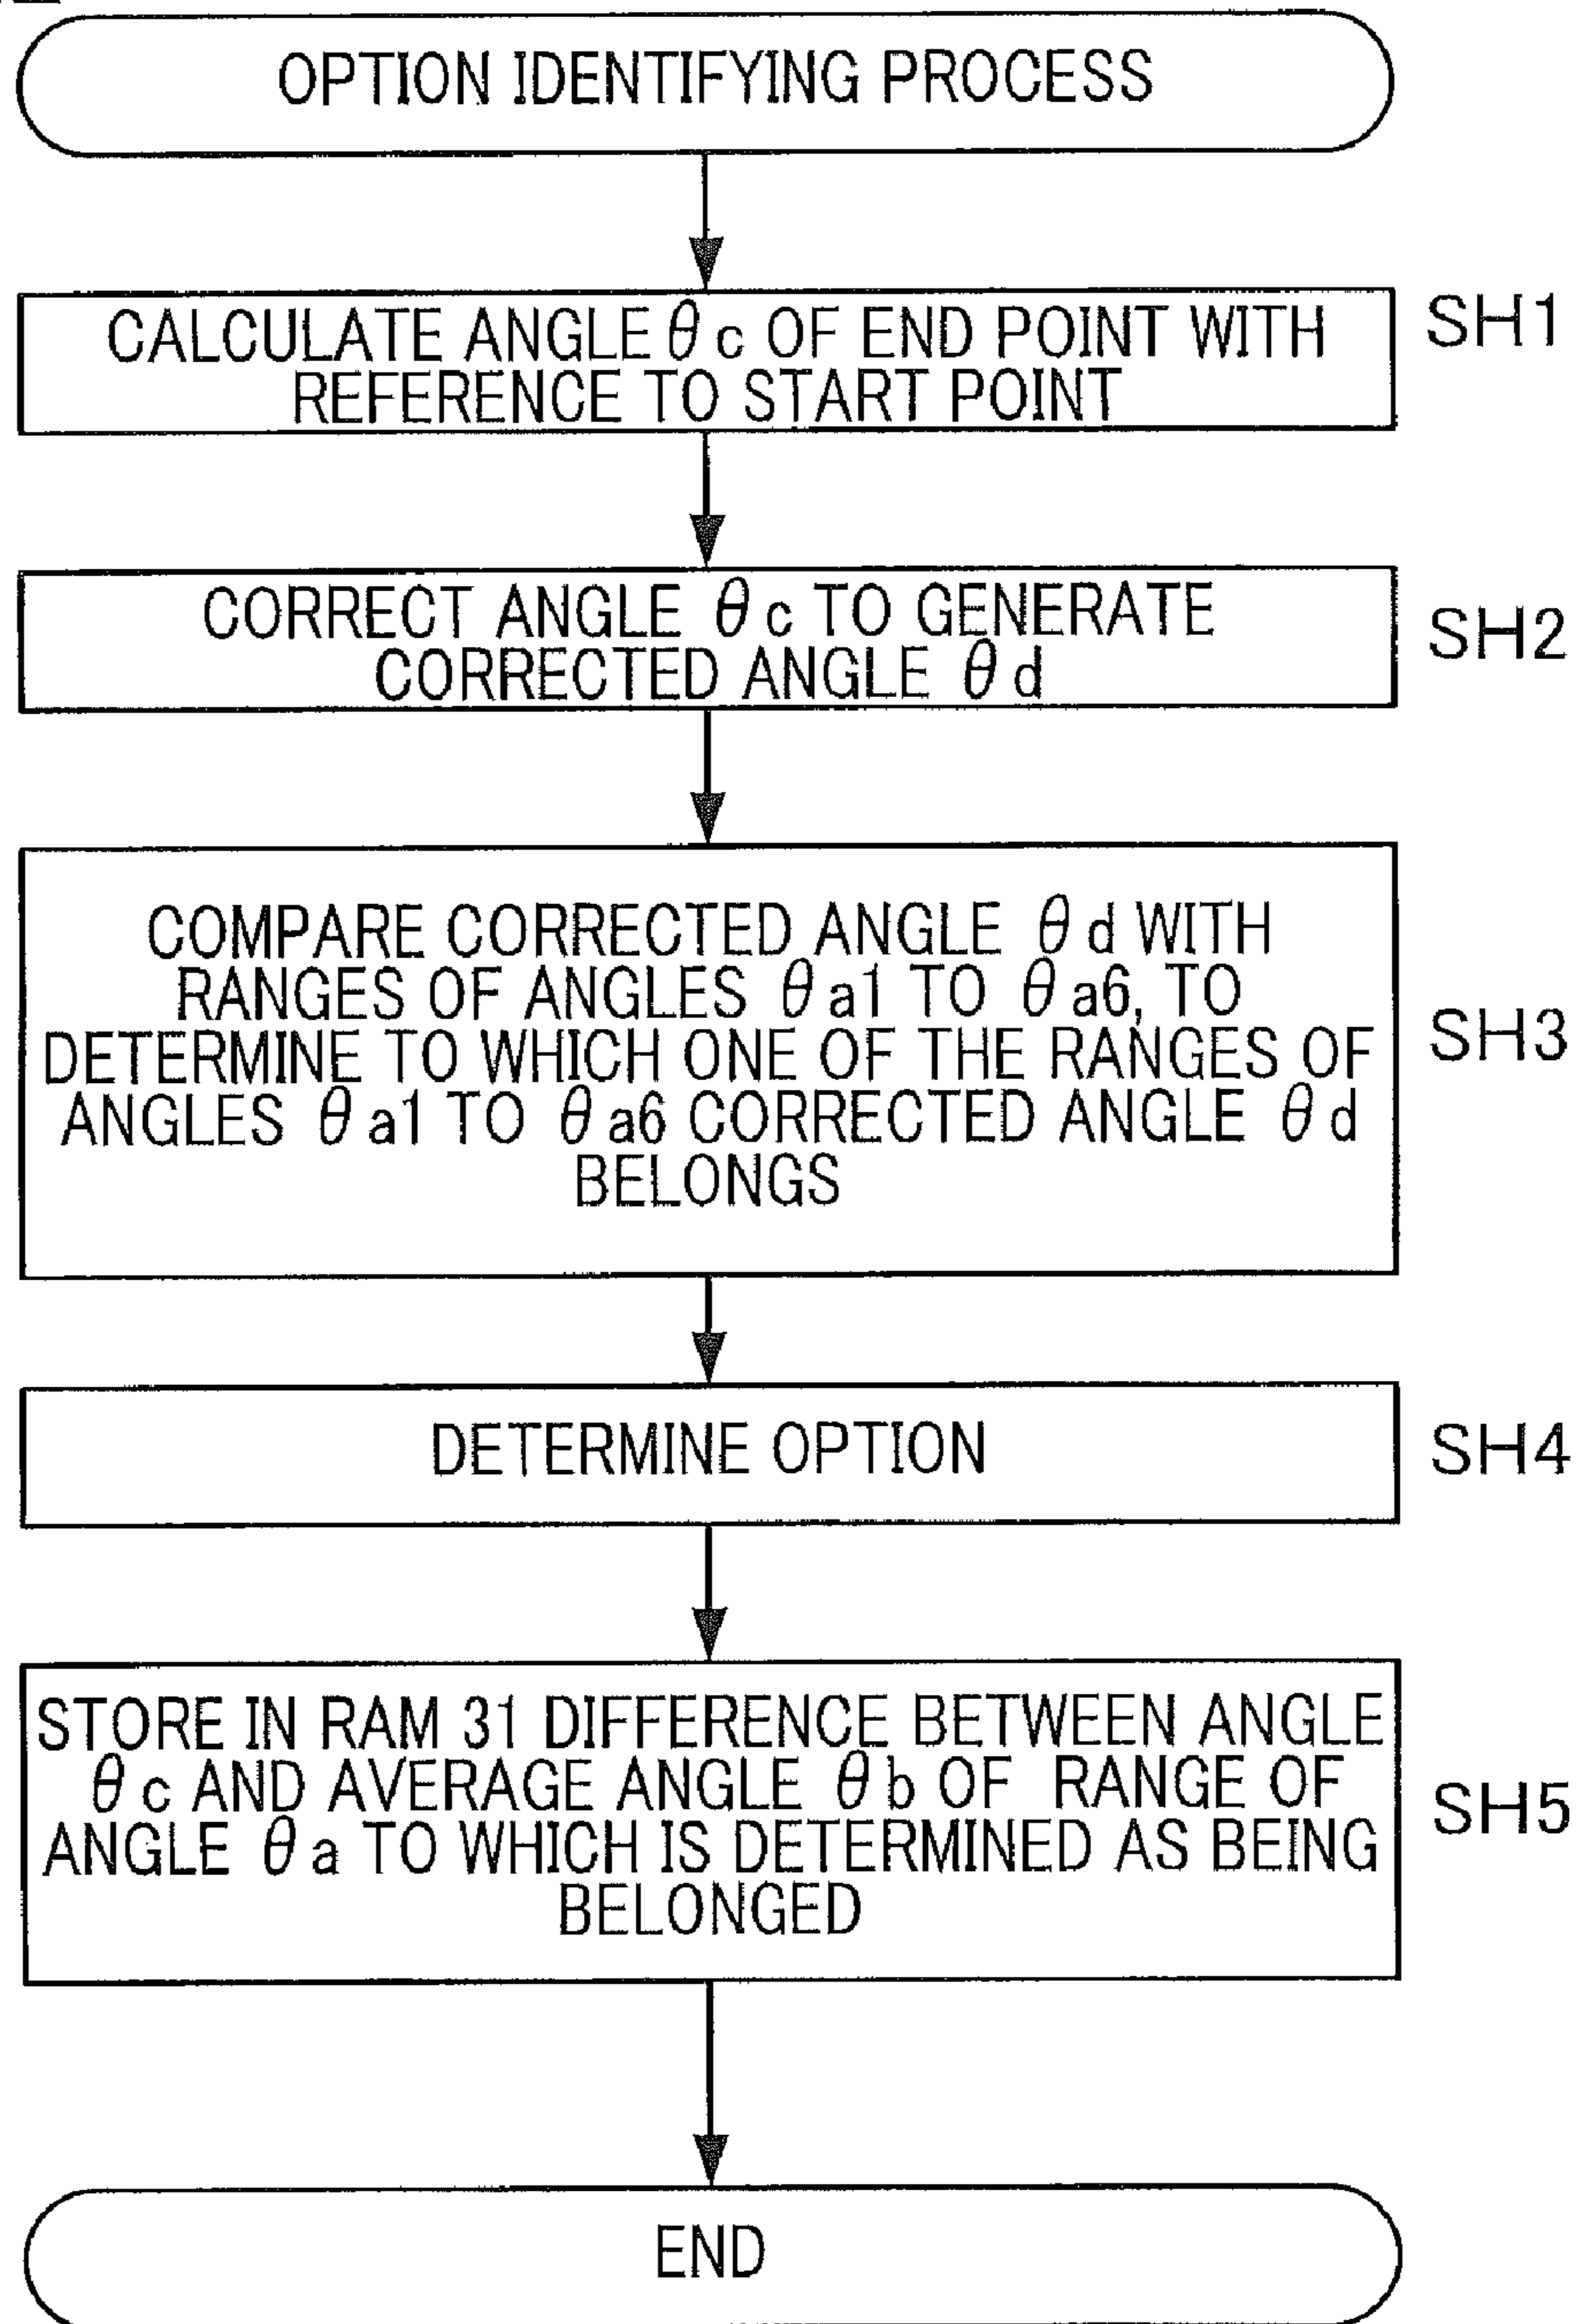 OPTION IDENTIFYING PROCESS
CALCULATE ANGLE θc OF END POINT WITH
REFERENCE TO START POINT
SH1
CORRECT ANGLE θc TO GENERATE
CORRECTED ANGLE θd
SH2
COMPARE CORRECTED ANGLE θd WITH
RANGES OF ANGLES θa1 TO θa6, TO
DETERMINE TO WHICH ONE OF THE RANGES OF
ANGLES θa1 TO θa6 CORRECTED ANGLE θd
BELONGS
SH3
DETERMINE OPTION
SH4
STORE IN RAM 31 DIFFERENCE BETWEEN ANGLE
θc AND AVERAGE ANGLE θb OF RANGE OF
ANGLE θa TO WHICH IS DETERMINED AS BEING
BELONGED
SH5
END